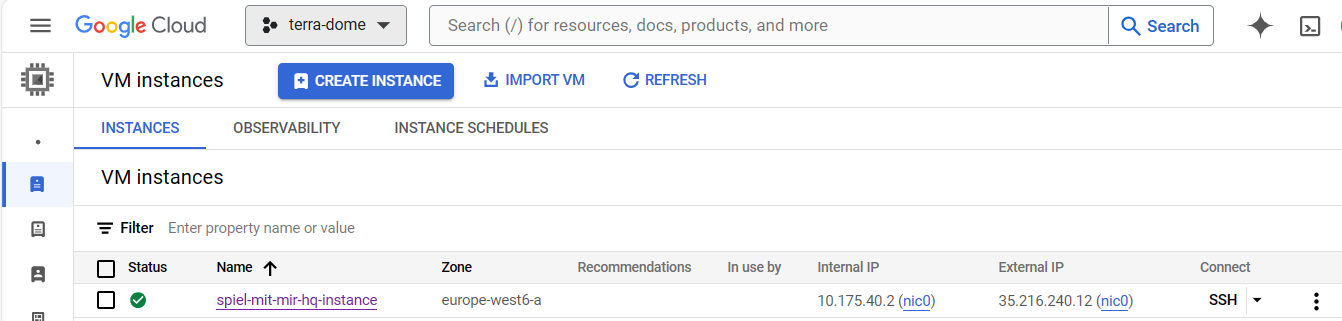 Google Cloud terra-dome Search (/) for resources, docs, products, and more Search
VM instances CREATE INSTANCE IMPORT VM REFRESH
INSTANCES OBSERVABILITY INSTANCE SCHEDULES
VM instances
Filter Enter property name or value
Status Name Zone Recommendations In use by Internal IP External IP Connect
spiel-mit-mir-hq-instance europe-west6-a 10.175.40.2 (nic0) 35.216.240.12 (nic0) SSH